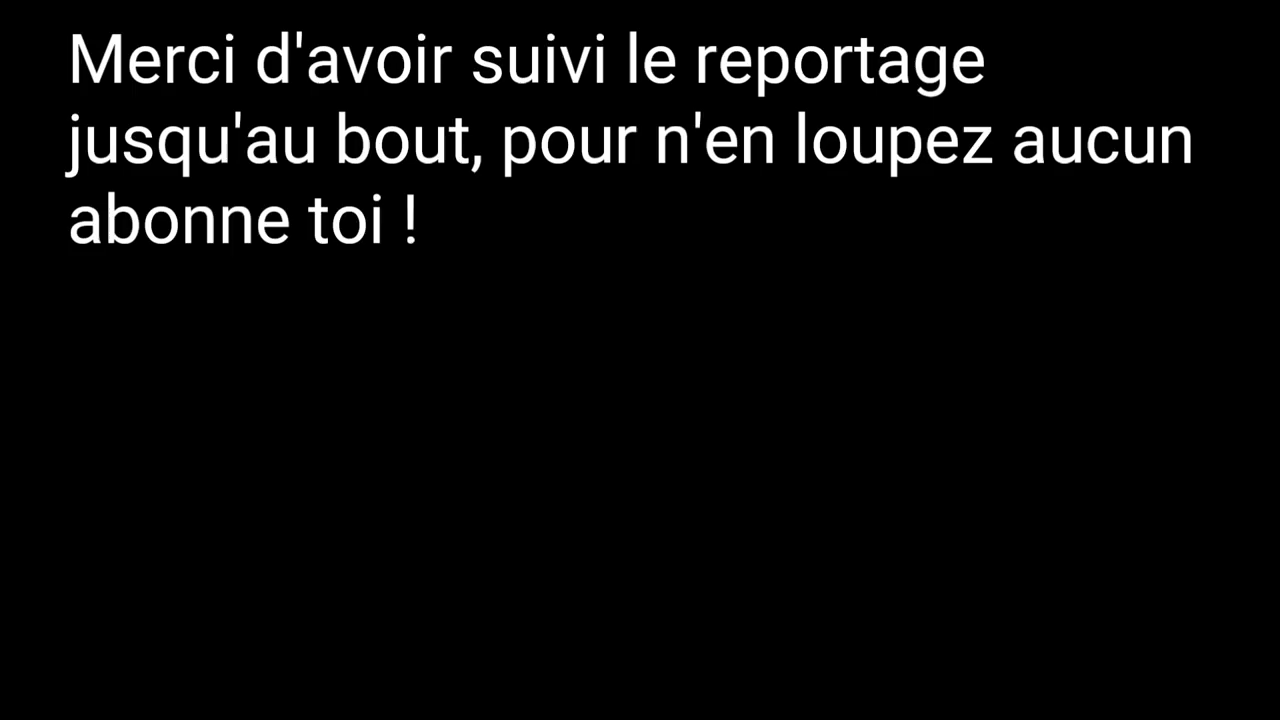 Merci d'avoir suivi le reportage
jusqu'au bout, pour n'en loupez aucun
abonne toi !